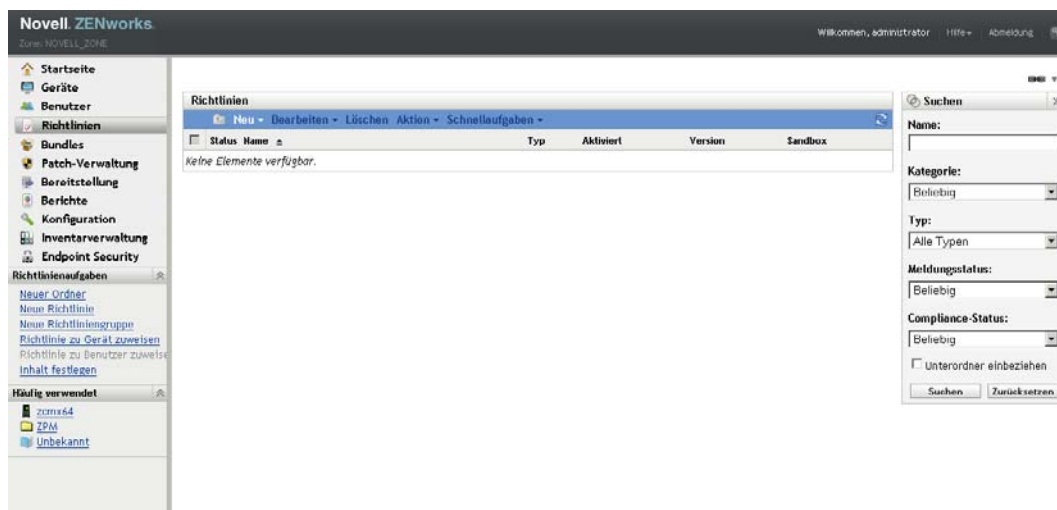 Novell. ZENworks.
Zone: NOVELL_ZONE
Willkommen, administrator Hilfe Abmeldung
Startseite
Geräte
Benutzer
Richtlinien
Bundles
Patch-Verwaltung
Bereitstellung
Berichte
Konfiguration
Inventarverwaltung
Endpoint Security
Richtlinienaufgaben
Neuer Ordner
Neue Richtlinie
Neue Richtliniengruppe
Richtlinie zu Gerät zuweisen
Richtlinie zu Benutzer zuweise
Inhalt festlegen
Häufig verwendet
zcmx64
ZPM
Unbekannt
Richtlinien
Neu Bearbeiten Löschen Aktion Schnellaufgaben
Status Name Typ Aktiviert Version Sandbox
Keine Elemente verfügbar.
Suchen
Name:
Kategorie:
Beliebig
Typ:
Alle Typen
Meldungsstatus:
Beliebig
Compliance-Status:
Beliebig
Unterordner einbeziehen
Suchen Zurücksetzen